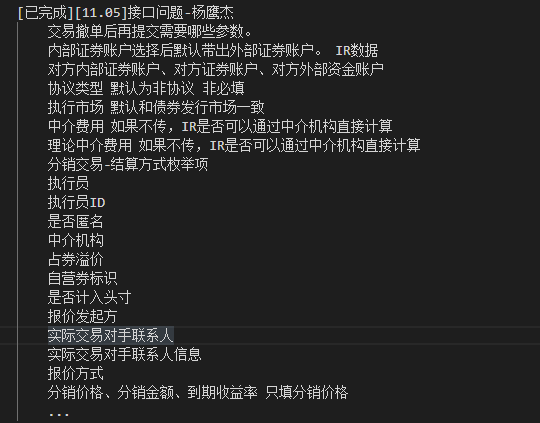 [已完成][11.05]接口问题-杨鹰杰
交易撤单后再提交需要哪些参数。
内部证券账户选择后默认带出外部证券账户。 IR数据
对方内部证券账户、对方证券账户、对方外部资金账户
协议类型 默认为非协议 非必填
执行市场 默认和债券发行市场一致
中介费用 如果不传，IR是否可以通过中介机构直接计算
理论中介费用 如果不传，IR是否可以通过中介机构直接计算
分销交易-结算方式枚举项
执行员
执行员ID
是否匿名
中介机构
占券溢价
自营券标识
是否计入头寸
报价发起方
实际交易对手联系人
实际交易对手联系人信息
报价方式
分销价格、分销金额、到期收益率 只填分销价格
...